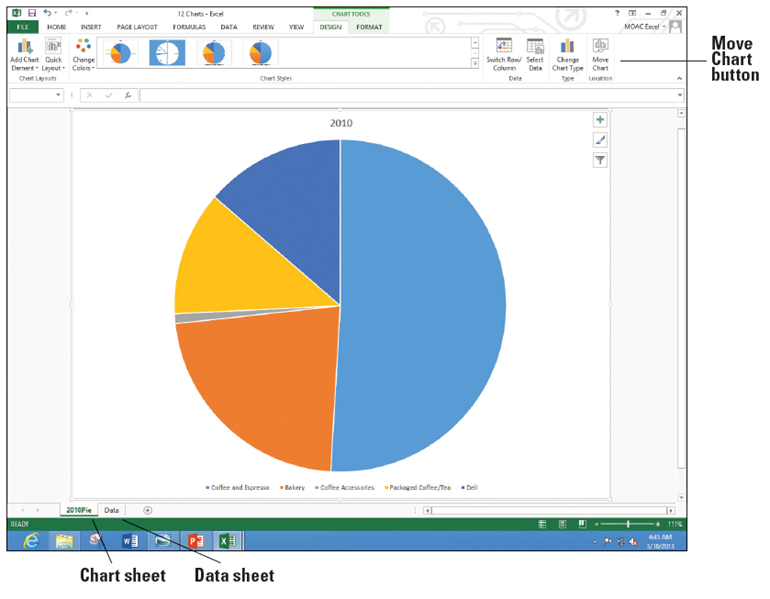 12 Charts - Excel
CHART TOOLS
FILE HOME INSERT PAGE LAYOUT FORMULAS DATA REVIEW VIEW DESIGN FORMAT
MOAC Excel
Add Chart Element
Quick Layout
Change Colors
Switch Row/ Column
Select Data
Change Chart Type
Move Chart
Chart Layouts
Chart Styles
Data
Type
Location
Move
Chart
button
fx
2010
Coffee and Espresso Bakery Coffee Accessories Packaged Coffee/Tea Deli
2010Pie Data
READY
111%
4:45 AM
3/18/2013
Chart sheet Data sheet